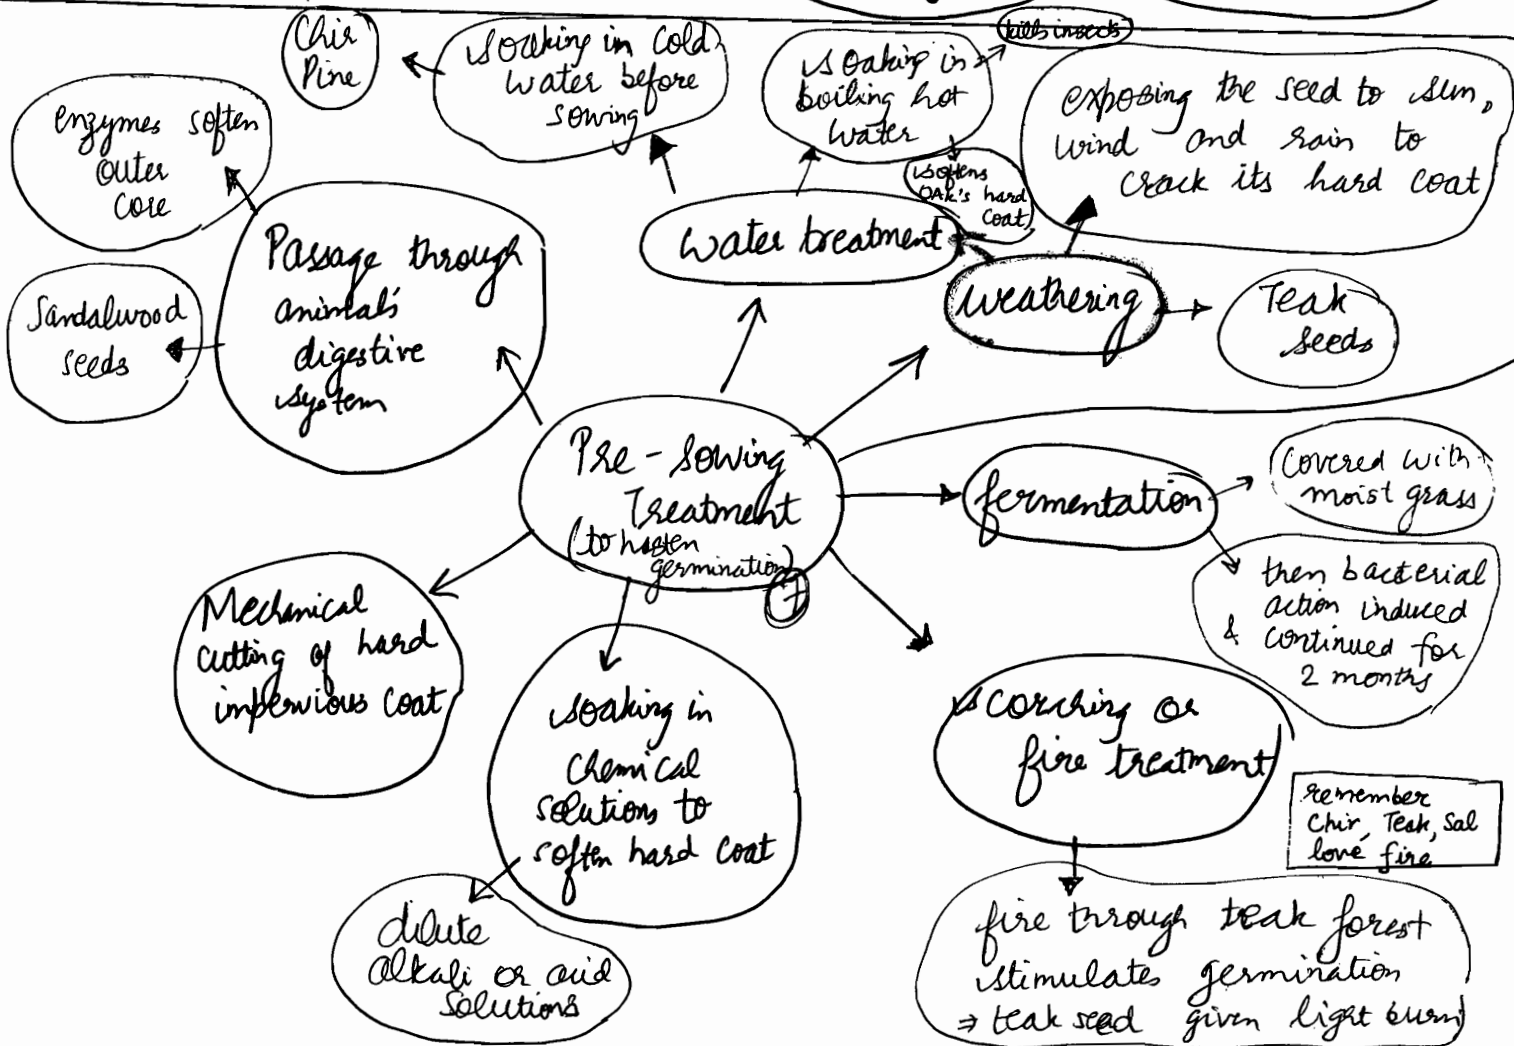 Chir
Pine
soaking in cold
water before
sowing
soaking in
boiling hot
water
kills insects
softens
OAK's hard
coat
exposing the seed to sun,
wind and rain to
crack its hard coat
enzymes soften
outer
core
Passage through
animal's
digestive
system
Sandalwood
seeds
water treatment
weathering
Teak
seeds
Pre-sowing
Treatment
(to hasten
germination)
7
fermentation
covered with
moist grass
then bacterial
action induced
& continued for
2 months
Mechanical
cutting of hard
impervious coat
soaking in
chemical
solutions to
soften hard coat
dilute
alkali or acid
solutions
scorching or
fire treatment
remember
Chir, Teak, Sal
love fire
fire through teak forest
stimulates germination
⇒ teak seed given light burn